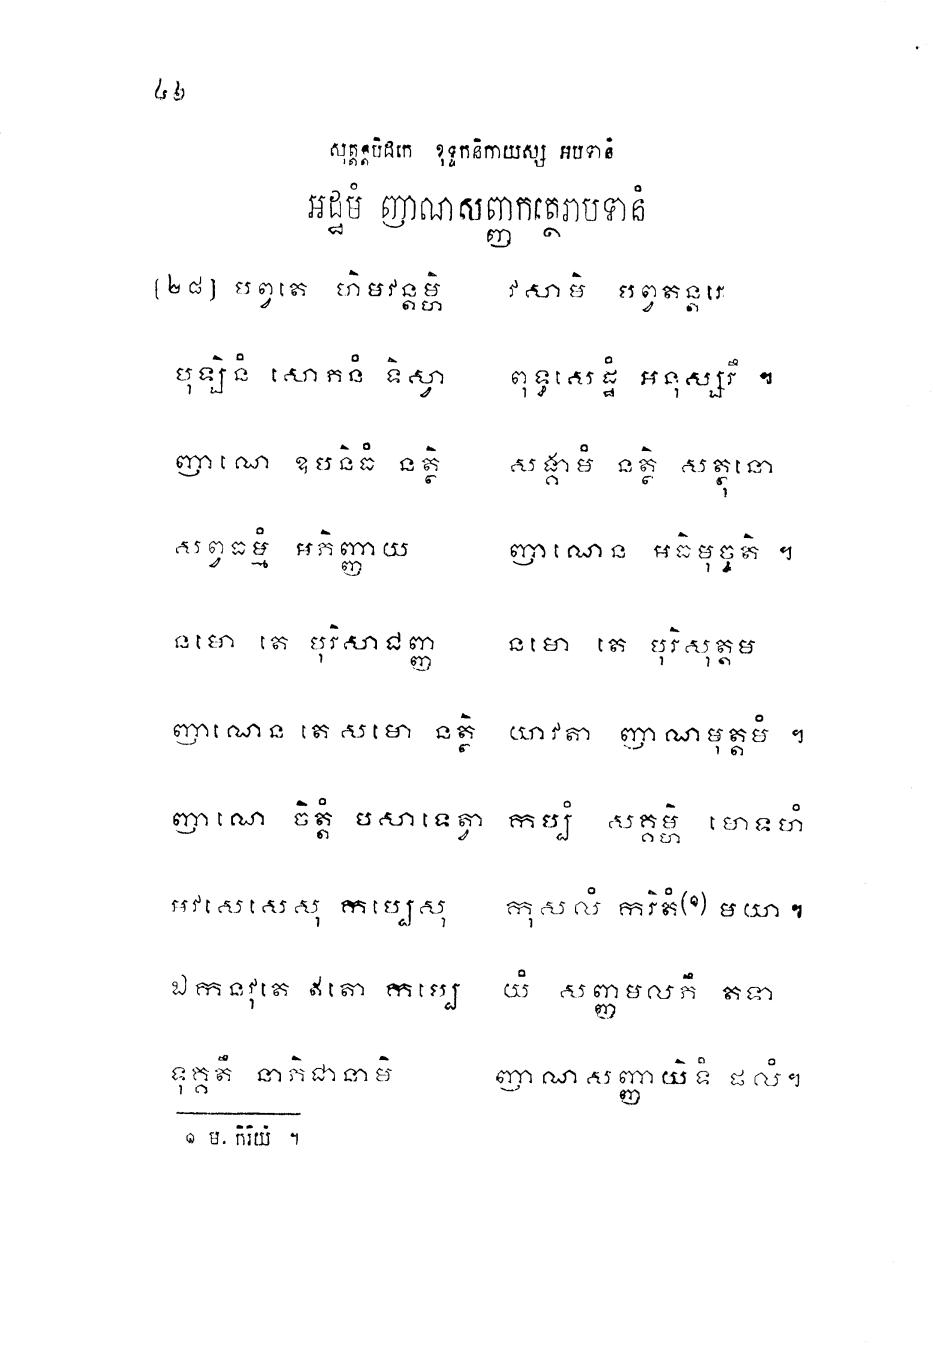 ៤៦
សុត្តន្តបិដកេ ខុទ្ទកនិកាយស្ស អបទានំ
អដ្ឋមំ ញាណសញ្ញកត្ថេរាបទានំ
[២៨] បព្វតេ ហិមវន្តម្ហិ វសាមិ បព្វតន្តរេ
បុឡិនំ សោភនំ ទិស្វា ពុទ្ធសេដ្ឋំ អនុស្សរឹ ។
ញាណេ ឧបនិធំ នត្ថិ សង្គាមំ នត្ថិ សត្ថុនោ
សព្វធម្មំ អភិញ្ញាយ ញាណេន អធិមុច្ចតិ ។
នមោ តេ បុរិសាជញ្ញ នមោ តេ បុរិសុត្តម
ញាណេន តេ សមោ នត្ថិ យាវតា ញាណមុត្តមំ ។
ញាណេ ចិត្តំ បសាទេត្វា កប្បំ សគ្គម្ហិ មោទហំ
អវសេសេសុ កប្បេសុ កុសលំ ករិតំ(១) មយា ។
ឯកនវុតេ ឥតោ កប្បេ យំ សញ្ញមលភឹ តទា
ទុគ្គតឹ នាភិជានាមិ ញាណសញ្ញាយិទំ ផលំ។
១ ម. កិរិយំ ។